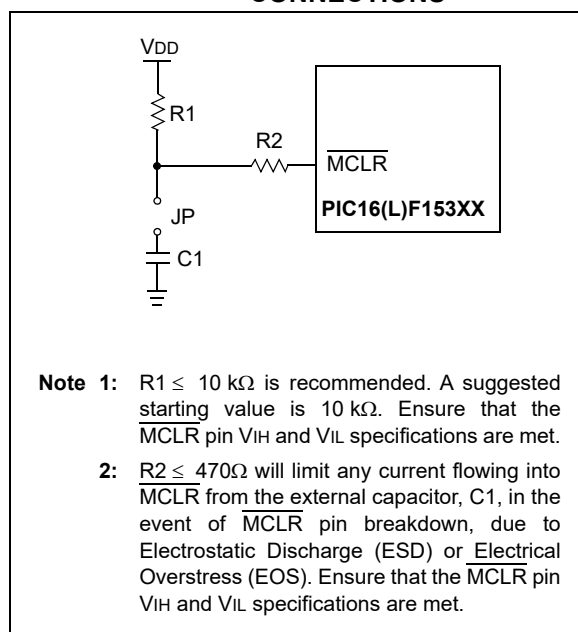 CONNECTIONS
VDD
R1
R2
MCLR
PIC16(L)F153XX
JP
C1
Note 1: R1 ≤ 10 kΩ is recommended. A suggested
starting value is 10 kΩ. Ensure that the
MCLR pin VIH and VIL specifications are met.
2: R2 ≤ 470Ω will limit any current flowing into
MCLR from the external capacitor, C1, in the
event of MCLR pin breakdown, due to
Electrostatic Discharge (ESD) or Electrical
Overstress (EOS). Ensure that the MCLR pin
VIH and VIL specifications are met.